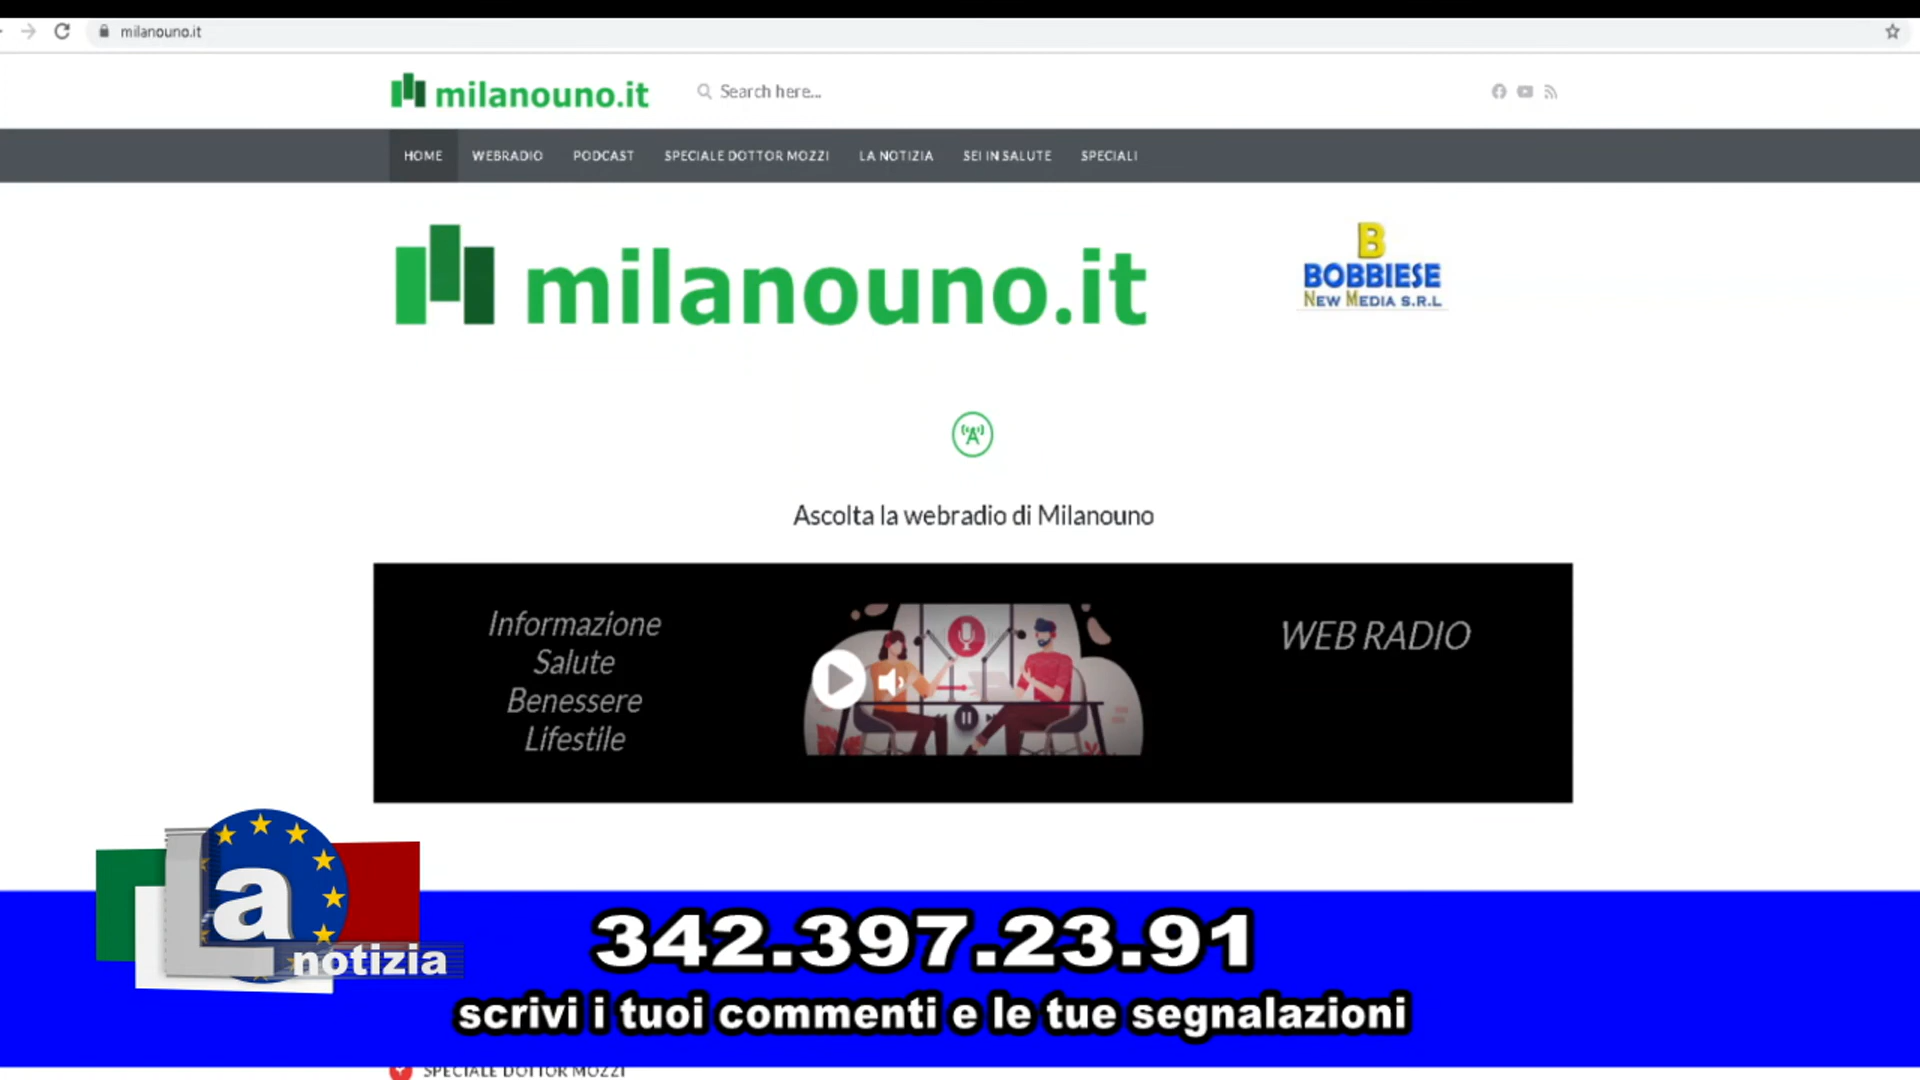 milanouno.it
milanouno.it
Search here...
HOME WEBRADIO PODCAST SPECIALE DOTTOR MOZZI LA NOTIZIA SEI IN SALUTE SPECIALI
milanouno.it
B
BOBBIESE
NEW MEDIA S.R.L
Ascolta la webradio di Milanouno
Informazione
Salute
Benessere
Lifestile
WEB RADIO
La
notizia
342.397.23.91
scrivi i tuoi commenti e le tue segnalazioni
SPECIALE DOTTOR MOZZI